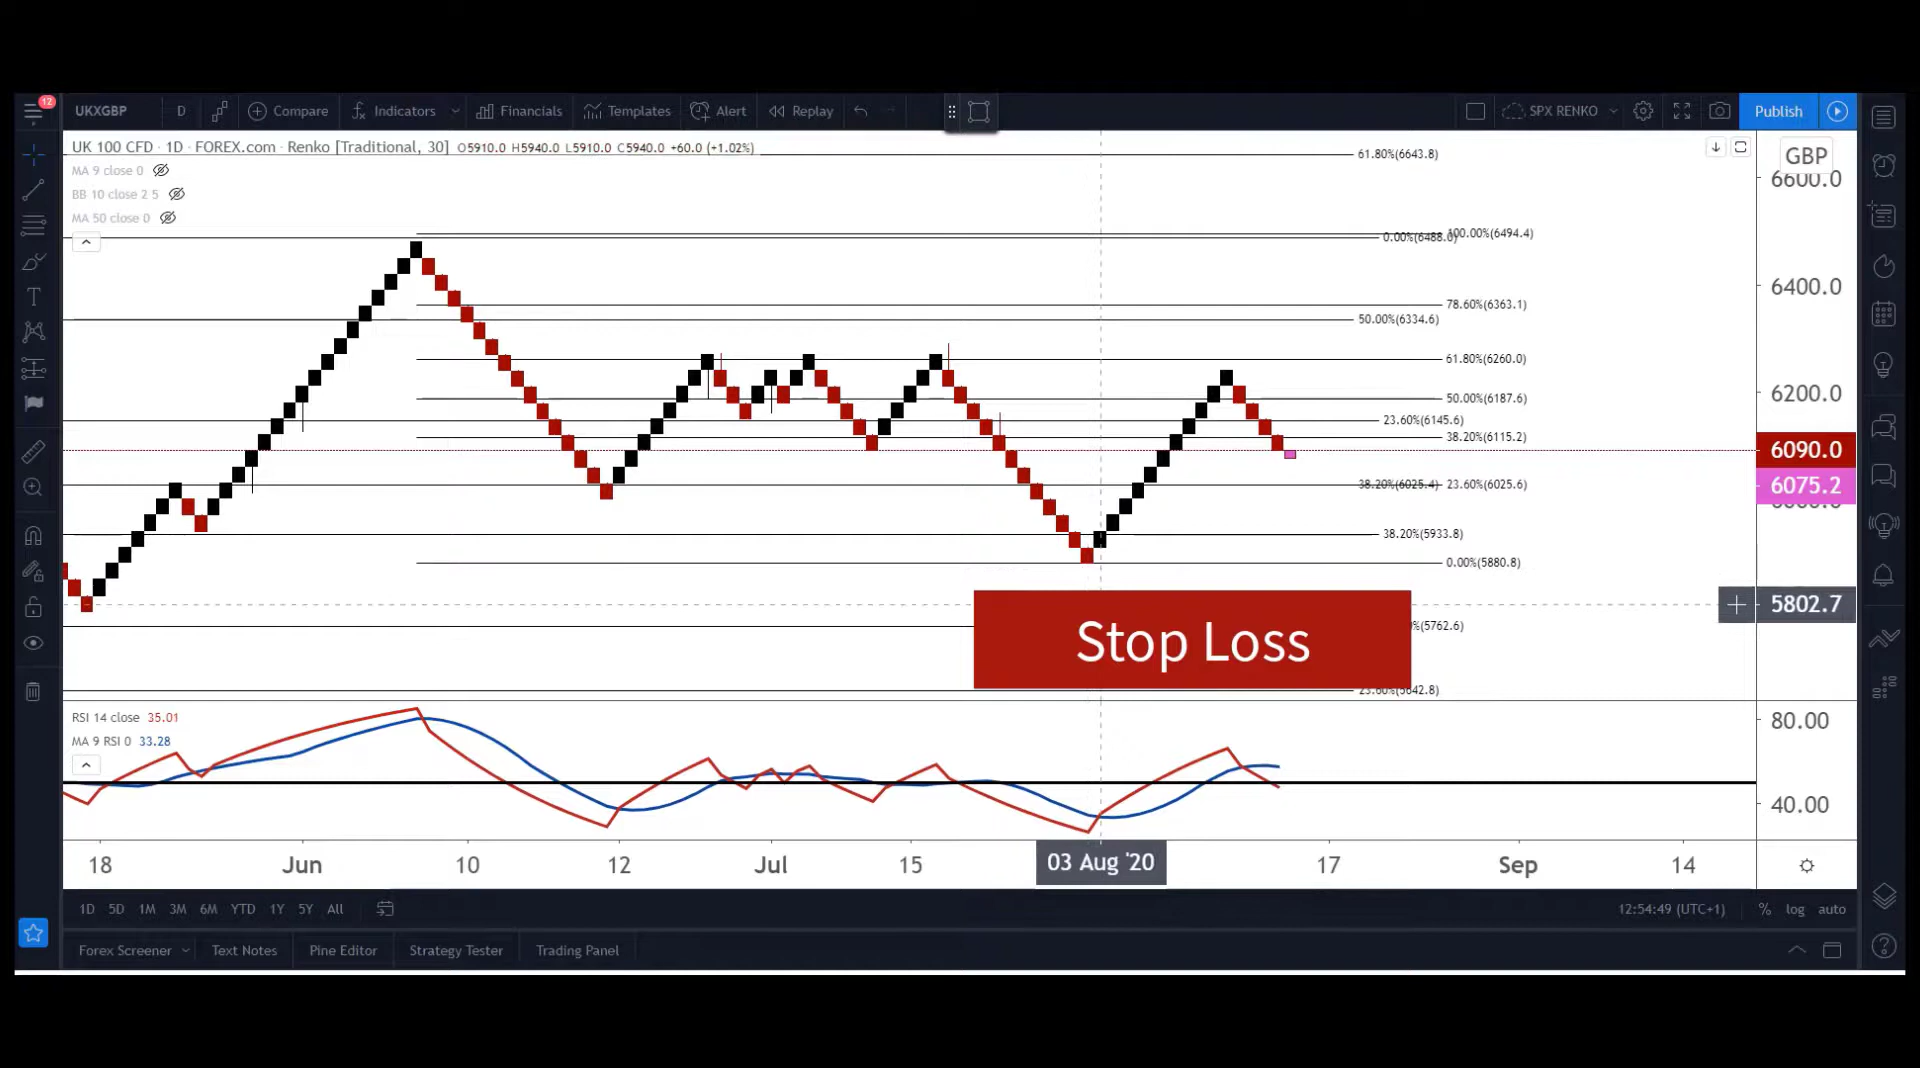 12
UKXGBP D Compare Indicators Financials Templates Alert Replay SPX RENKO Publish
UK 100 CFD · 1D · FOREX.com · Renko [Traditional, 30] O5910.0 H5940.0 L5910.0 C5940.0 +60.0 (+1.02%)
MA 9 close 0
BB 10 close 2 5
MA 50 close 0
GBP
6600.0
6400.0
6200.0
6090.0
6075.2
5802.7
61.80%(6643.8)
100.00%(6494.4)
0.00%(6488.0)
78.60%(6363.1)
50.00%(6334.6)
61.80%(6260.0)
50.00%(6187.6)
23.60%(6145.6)
38.20%(6115.2)
38.20%(6025.4) 23.60%(6025.6)
38.20%(5933.8)
0.00%(5880.8)
%(5762.6)
Stop Loss
RSI 14 close 35.01
MA 9 RSI 0 33.28
80.00
40.00
18 Jun 10 12 Jul 15 03 Aug '20 17 Sep 14
1D 5D 1M 3M 6M YTD 1Y 5Y All 12:54:49 (UTC+1) % log auto
Forex Screener Text Notes Pine Editor Strategy Tester Trading Panel